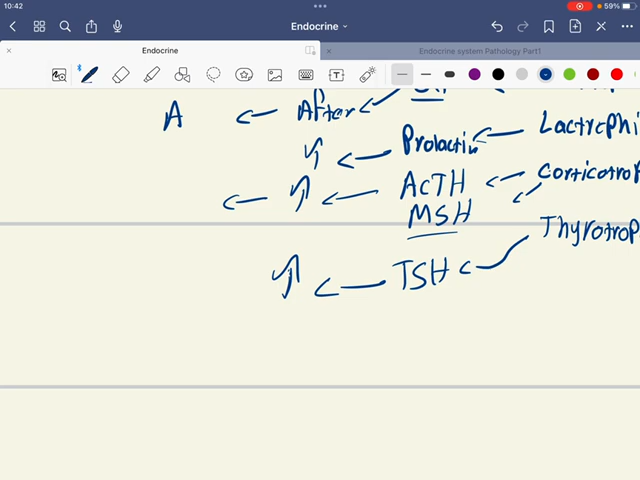 10:42
59%
Endocrine
Endocrine
Endocrine system Pathology Part1
A After
Prolactin Lactrophi
ACTH Corticotrop
MSH
TSH Thyrotrop